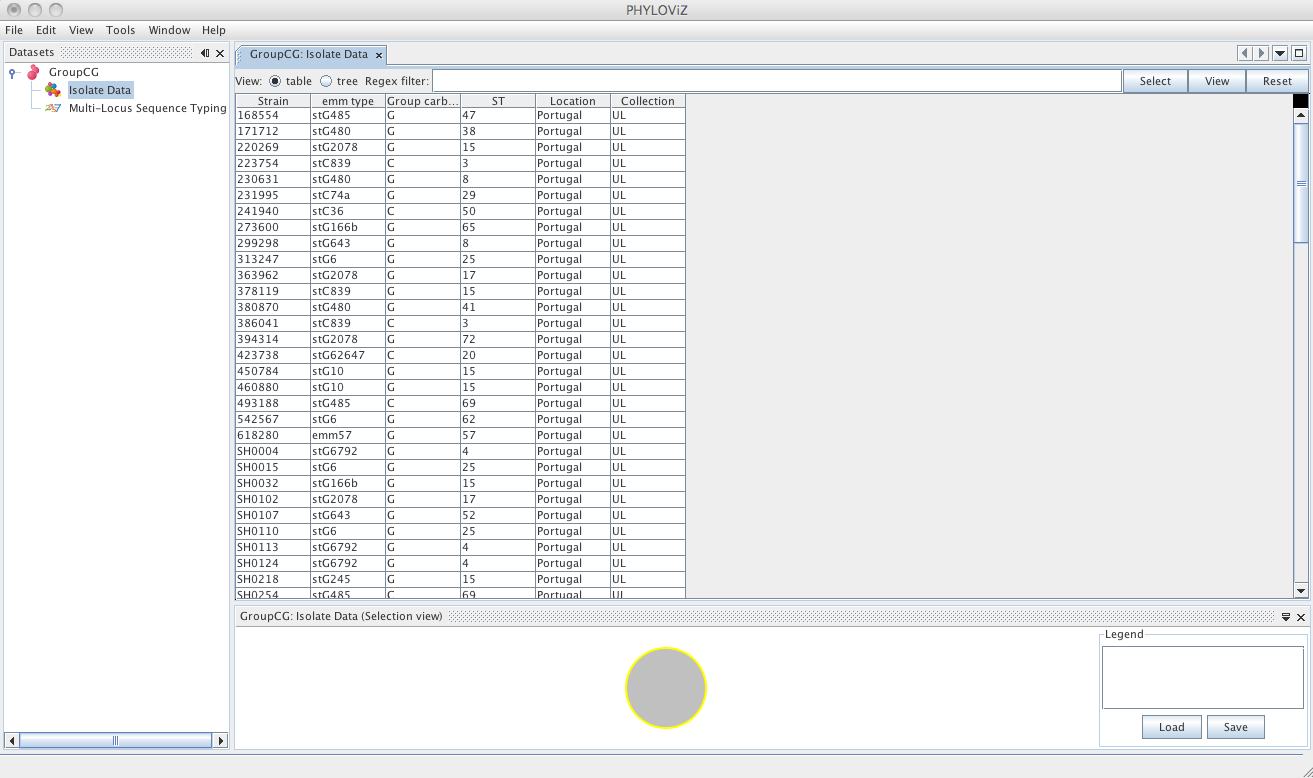 PHYLOViZ
File Edit View Tools Window Help
Datasets
GroupCG
Isolate Data
Multi-Locus Sequence Typing
GroupCG: Isolate Data
View: table tree Regex filter: Select View Reset
Strain emm type Group carb... ST Location Collection
168554 stG485 G 47 Portugal UL
171712 stG480 G 38 Portugal UL
220269 stG2078 G 15 Portugal UL
223754 stC839 C 3 Portugal UL
230631 stG480 G 8 Portugal UL
231995 stC74a G 29 Portugal UL
241940 stC36 C 50 Portugal UL
273600 stG166b G 65 Portugal UL
299298 stG643 G 8 Portugal UL
313247 stG6 G 25 Portugal UL
363962 stG2078 G 17 Portugal UL
378119 stC839 G 15 Portugal UL
380870 stG480 G 41 Portugal UL
386041 stC839 C 3 Portugal UL
394314 stG2078 G 72 Portugal UL
423738 stG62647 C 20 Portugal UL
450784 stG10 G 15 Portugal UL
460880 stG10 G 15 Portugal UL
493188 stG485 C 69 Portugal UL
542567 stG6 G 62 Portugal UL
618280 emm57 G 57 Portugal UL
SH0004 stG6792 G 4 Portugal UL
SH0015 stG6 G 25 Portugal UL
SH0032 stG166b G 15 Portugal UL
SH0102 stG2078 G 17 Portugal UL
SH0107 stG643 G 52 Portugal UL
SH0110 stG6 G 25 Portugal UL
SH0113 stG6792 G 4 Portugal UL
SH0124 stG6792 G 4 Portugal UL
SH0218 stG245 G 15 Portugal UL
SH0254 stG485 C 69 Portugal UL
GroupCG: Isolate Data (Selection view)
Legend
Load Save